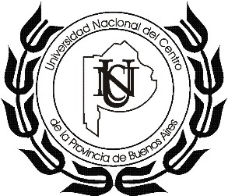 Universidad Nacional del Centro
UNC
de la Provincia de Buenos Aires